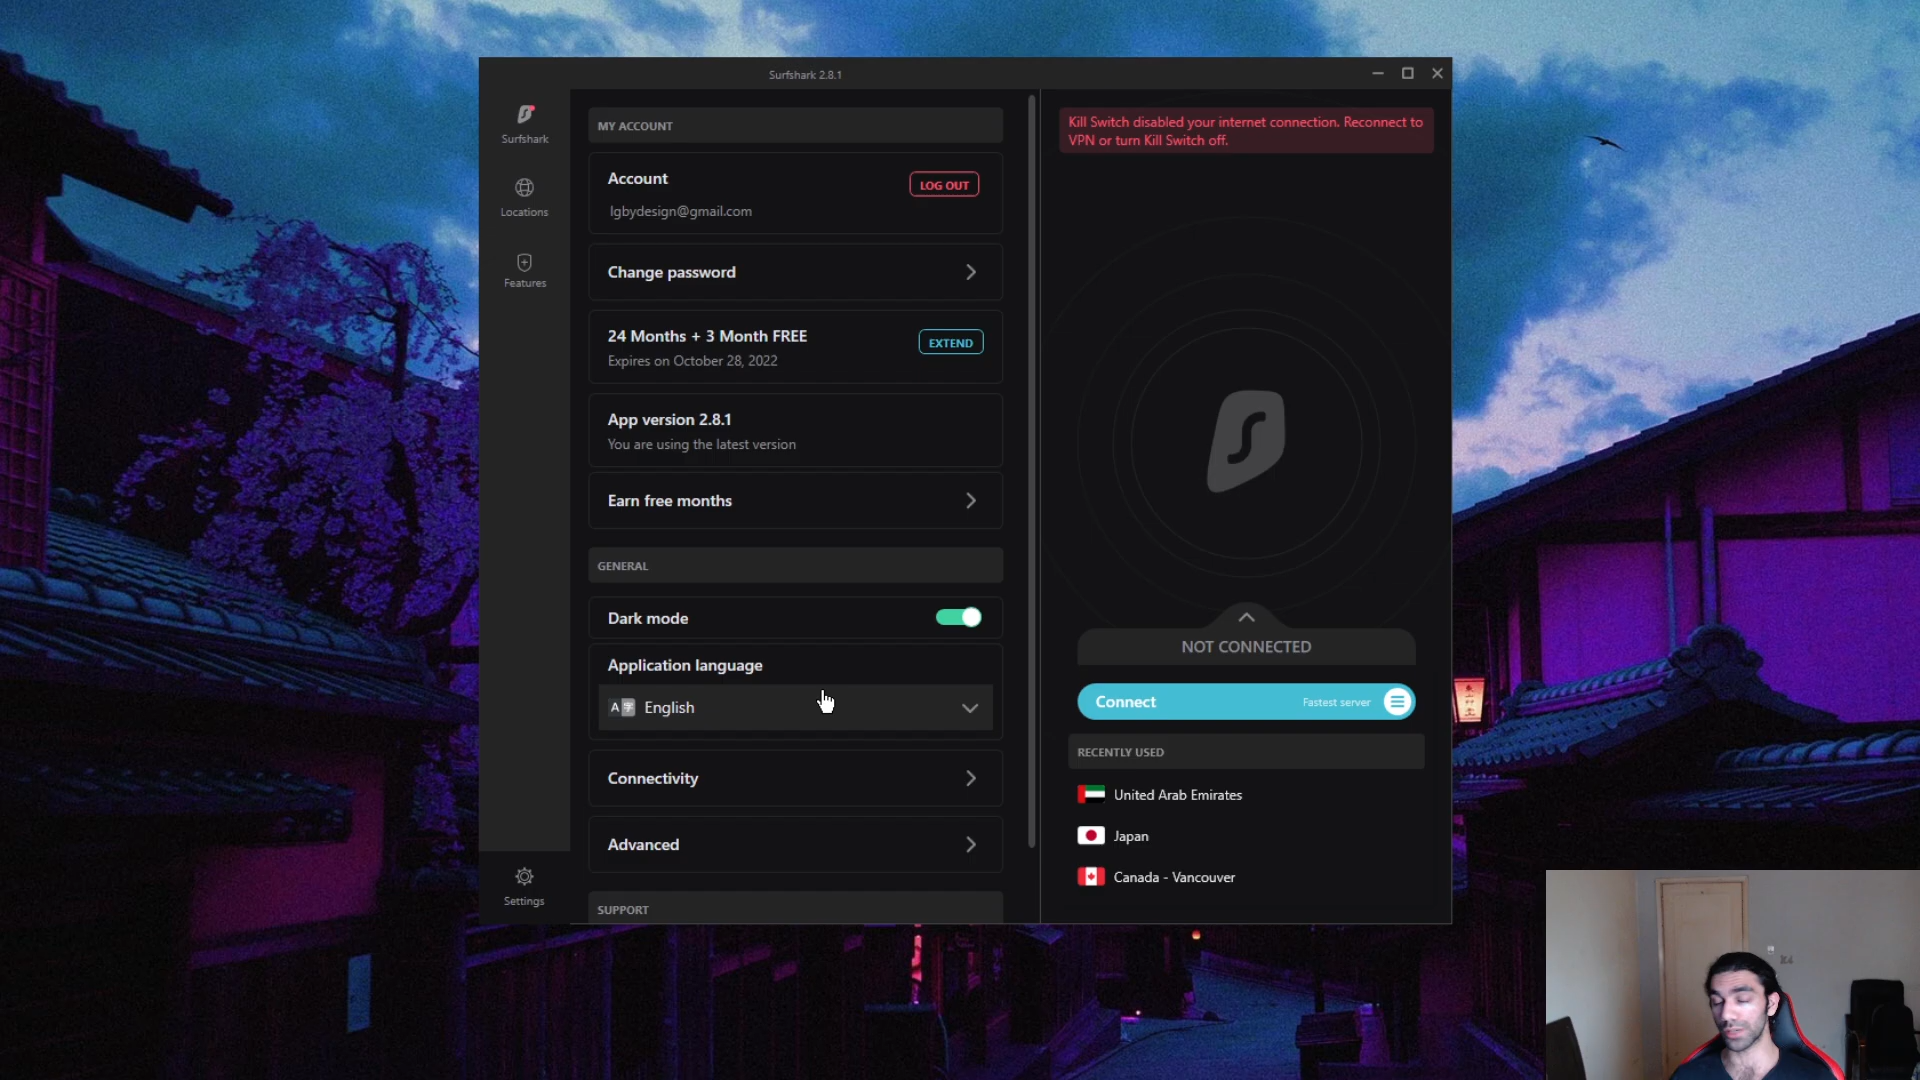 Surfshark 2.8.1
Surfshark
Locations
Features
Settings
MY ACCOUNT
Account
LOG OUT
lgbydesign@gmail.com
Change password
24 Months + 3 Month FREE
EXTEND
Expires on October 28, 2022
App version 2.8.1
You are using the latest version
Earn free months
GENERAL
Dark mode
Application language
English
Connectivity
Advanced
SUPPORT
Kill Switch disabled your internet connection. Reconnect to
VPN or turn Kill Switch off.
NOT CONNECTED
Connect
Fastest server
RECENTLY USED
United Arab Emirates
Japan
Canada - Vancouver